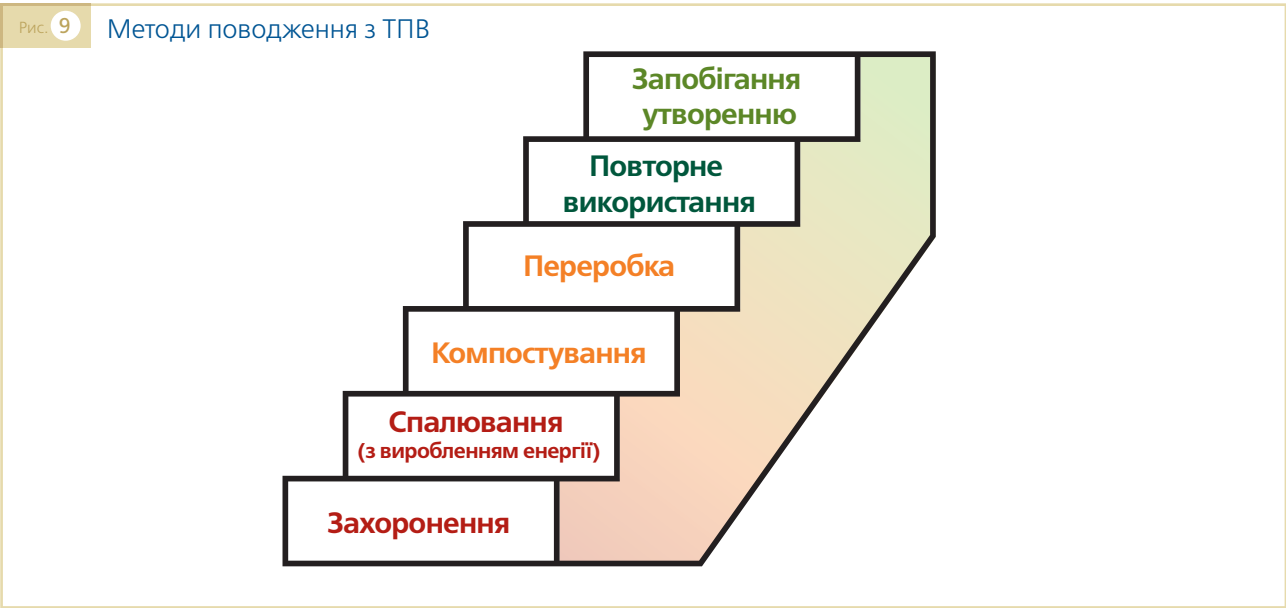 Рис. 9
Методи поводження з ТПВ
Запобігання
утворенню
Повторне
використання
Переробка
Компостування
Спалювання
(з виробленням енергії)
Захоронення